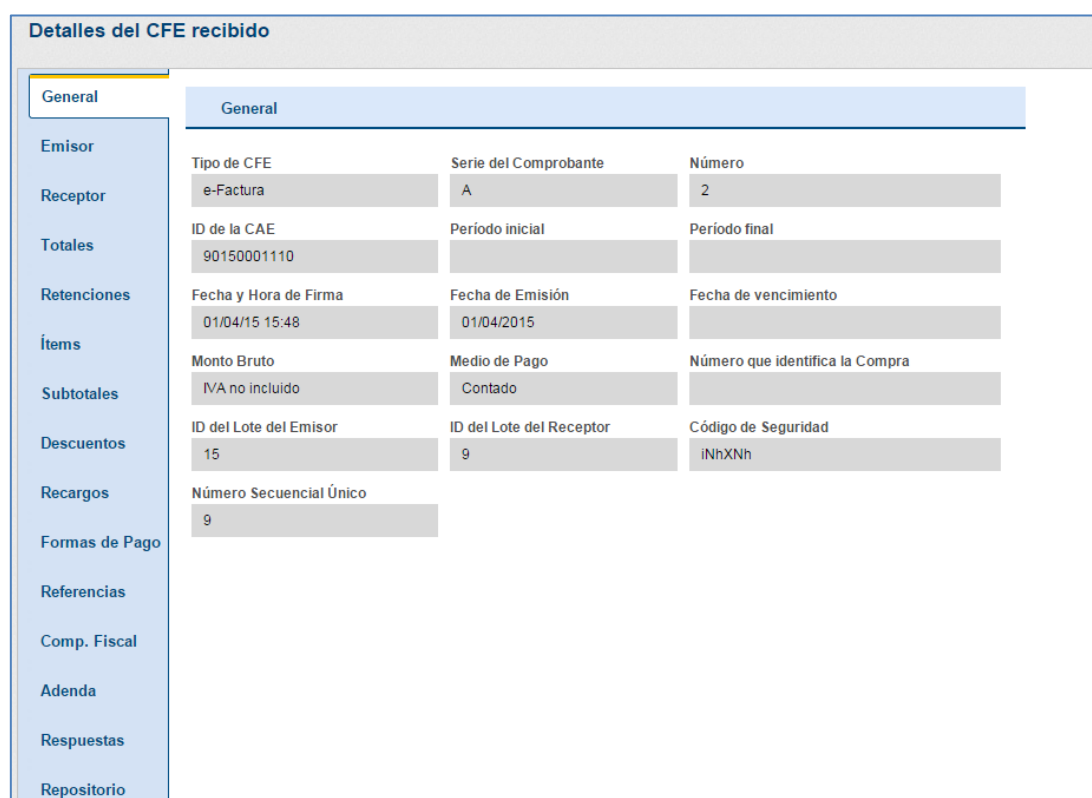 Detalles del CFE recibido
General
Emisor
Receptor
Totales
Retenciones
Ítems
Subtotales
Descuentos
Recargos
Formas de Pago
Referencias
Comp. Fiscal
Adenda
Respuestas
Repositorio
General
Tipo de CFE Serie del Comprobante Número
e-Factura A 2
ID de la CAE Período inicial Período final
90150001110
Fecha y Hora de Firma Fecha de Emisión Fecha de vencimiento
01/04/15 15:48 01/04/2015
Monto Bruto Medio de Pago Número que identifica la Compra
IVA no incluido Contado
ID del Lote del Emisor ID del Lote del Receptor Código de Seguridad
15 9 iNhXNh
Número Secuencial Único
9